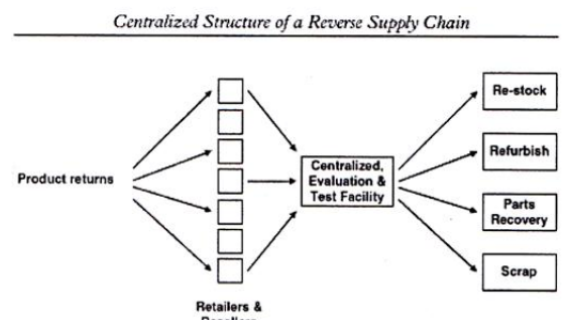 Centralized Structure of a Reverse Supply Chain
Re-stock
Product returns
Centralized,
Evaluation &
Test Facility
Refurbish
Parts
Recovery
Scrap
Retailers &